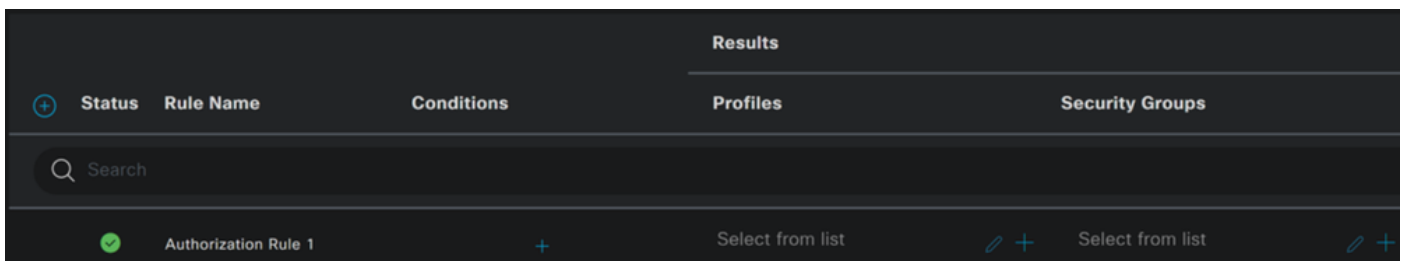 Results
Status Rule Name Conditions Profiles Security Groups
Search
Authorization Rule 1 Select from list Select from list